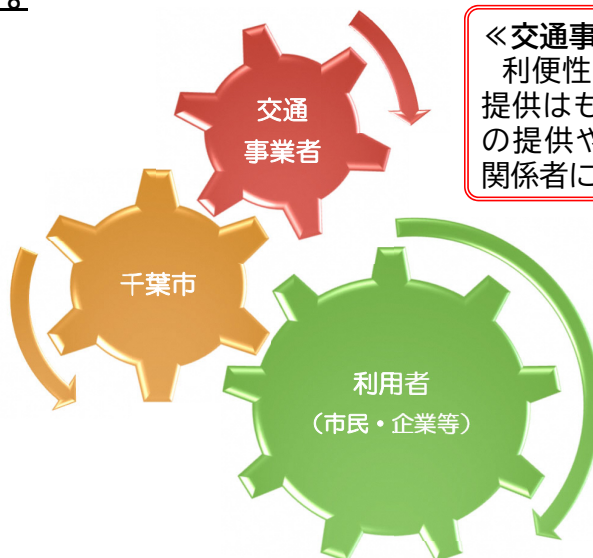 る
≪交通事
利便性
提供はも
の提供や
関係者に
交通
事業者
千葉市
利用者
（市民・企業等）